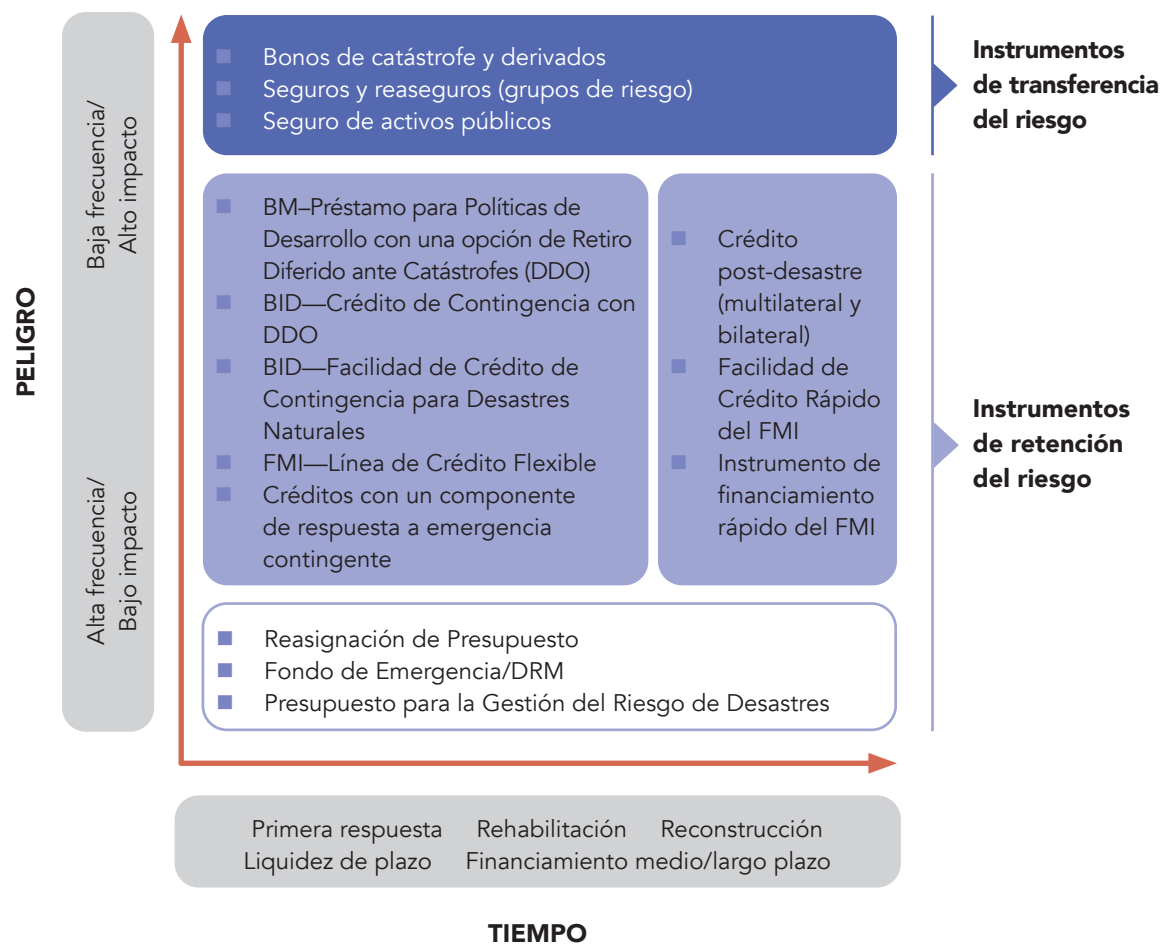 PELIGRO
Baja frecuencia/
Alto impacto
Alta frecuencia/
Bajo impacto
Bonos de catástrofe y derivados
Seguros y reaseguros (grupos de riesgo)
Seguro de activos públicos
Instrumentos
de transferencia
del riesgo
BM–Préstamo para Políticas de
Desarrollo con una opción de Retiro
Diferido ante Catástrofes (DDO)
BID—Crédito de Contingencia con
DDO
BID—Facilidad de Crédito de
Contingencia para Desastres
Naturales
FMI—Línea de Crédito Flexible
Créditos con un componente
de respuesta a emergencia
contingente
Crédito
post-desastre
(multilateral y
bilateral)
Facilidad de
Crédito Rápido
del FMI
Instrumento de
financiamiento
rápido del FMI
Instrumentos
de retención
del riesgo
Reasignación de Presupuesto
Fondo de Emergencia/DRM
Presupuesto para la Gestión del Riesgo de Desastres
Primera respuesta Rehabilitación Reconstrucción
Liquidez de plazo Financiamiento medio/largo plazo
TIEMPO